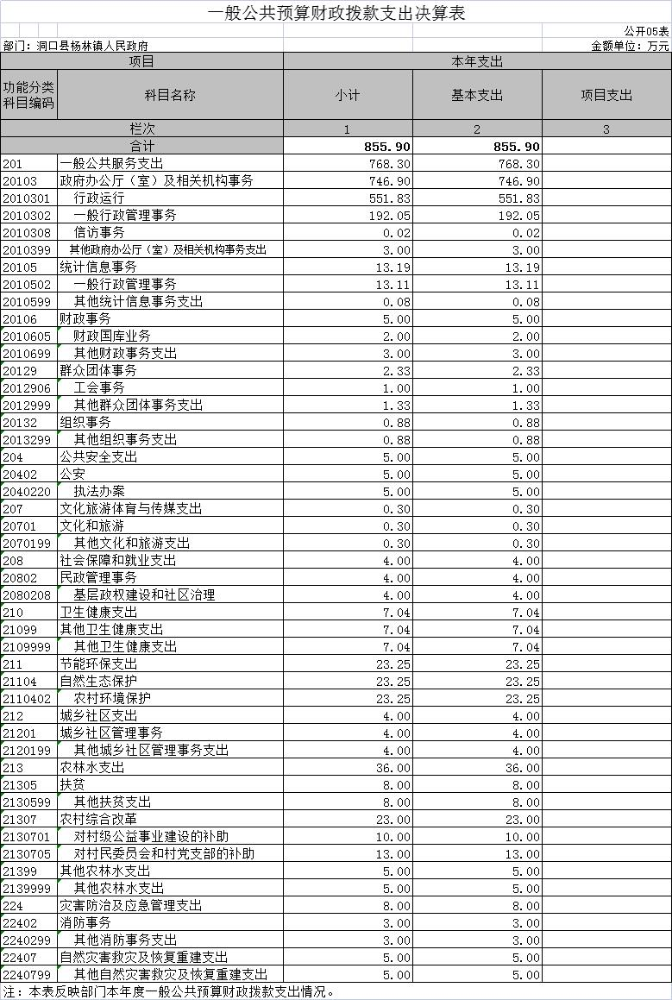 一般公共预算财政拨款支出决算表
公开05表
部门：洞口县杨林镇人民政府 金额单位：万元
项目 本年支出
功能分类科目编码 科目名称 小计 基本支出 项目支出
栏次 1 2 3
合计 855.90 855.90
201 一般公共服务支出 768.30 768.30
20103 政府办公厅（室）及相关机构事务 746.90 746.90
2010301 行政运行 551.83 551.83
2010302 一般行政管理事务 192.05 192.05
2010308 信访事务 0.02 0.02
2010399 其他政府办公厅（室）及相关机构事务支出 3.00 3.00
20105 统计信息事务 13.19 13.19
2010502 一般行政管理事务 13.11 13.11
2010599 其他统计信息事务支出 0.08 0.08
20106 财政事务 5.00 5.00
2010605 财政国库业务 2.00 2.00
2010699 其他财政事务支出 3.00 3.00
20129 群众团体事务 2.33 2.33
2012906 工会事务 1.00 1.00
2012999 其他群众团体事务支出 1.33 1.33
20132 组织事务 0.88 0.88
2013299 其他组织事务支出 0.88 0.88
204 公共安全支出 5.00 5.00
20402 公安 5.00 5.00
2040220 执法办案 5.00 5.00
207 文化旅游体育与传媒支出 0.30 0.30
20701 文化和旅游 0.30 0.30
2070199 其他文化和旅游支出 0.30 0.30
208 社会保障和就业支出 4.00 4.00
20802 民政管理事务 4.00 4.00
2080208 基层政权建设和社区治理 4.00 4.00
210 卫生健康支出 7.04 7.04
21099 其他卫生健康支出 7.04 7.04
2109999 其他卫生健康支出 7.04 7.04
211 节能环保支出 23.25 23.25
21104 自然生态保护 23.25 23.25
2110402 农村环境保护 23.25 23.25
212 城乡社区支出 4.00 4.00
21201 城乡社区管理事务 4.00 4.00
2120199 其他城乡社区管理事务支出 4.00 4.00
213 农林水支出 36.00 36.00
21305 扶贫 8.00 8.00
2130599 其他扶贫支出 8.00 8.00
21307 农村综合改革 23.00 23.00
2130701 对村级公益事业建设的补助 10.00 10.00
2130705 对村民委员会和村党支部的补助 13.00 13.00
21399 其他农林水支出 5.00 5.00
2139999 其他农林水支出 5.00 5.00
224 灾害防治及应急管理支出 8.00 8.00
22402 消防事务 3.00 3.00
2240299 其他消防事务支出 3.00 3.00
22407 自然灾害救灾及恢复重建支出 5.00 5.00
2240799 其他自然灾害救灾及恢复重建支出 5.00 5.00
注：本表反映部门本年度一般公共预算财政拨款支出情况。